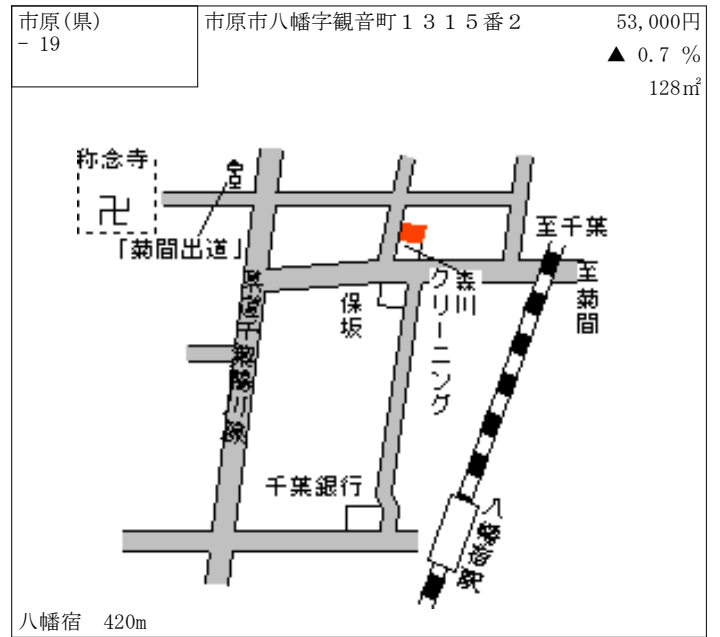 市原(県)
- 19
市原市八幡字観音町１３１５番２
53,000円
▲ 0.7 %
128㎡
称念寺
卍
「菊間出道」
至千葉
至菊間
森川
クリーニング
保坂
千葉銀行
八幡宿駅
八幡宿 420m